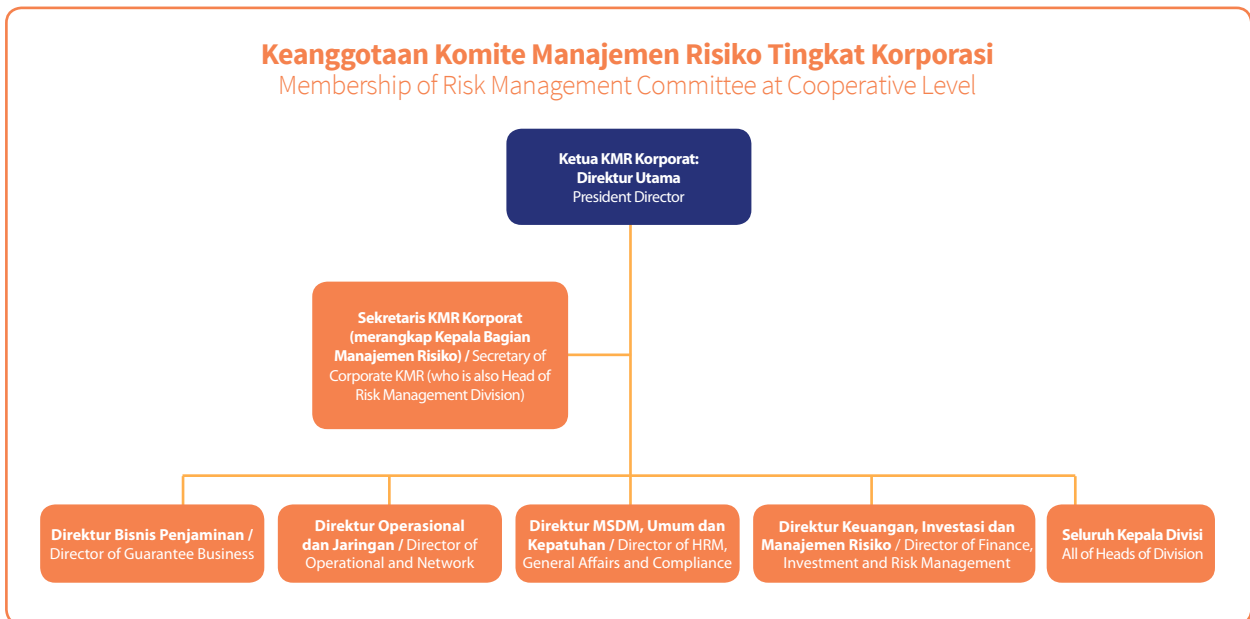 Keanggotaan Komite Manajemen Risiko Tingkat Korporasi
Membership of Risk Management Committee at Cooperative Level
Ketua KMR Korporat:
Direktur Utama
President Director
Sekretaris KMR Korporat
(merangkap Kepala Bagian
Manajemen Risiko) / Secretary of
Corporate KMR (who is also Head of
Risk Management Division)
Direktur Bisnis Penjaminan /
Director of Guarantee Business
Direktur Operasional
dan Jaringan / Director of
Operational and Network
Direktur MSDM, Umum dan
Kepatuhan / Director of HRM,
General Affairs and Compliance
Direktur Keuangan, Investasi dan
Manajemen Risiko / Director of Finance,
Investment and Risk Management
Seluruh Kepala Divisi
All of Heads of Division